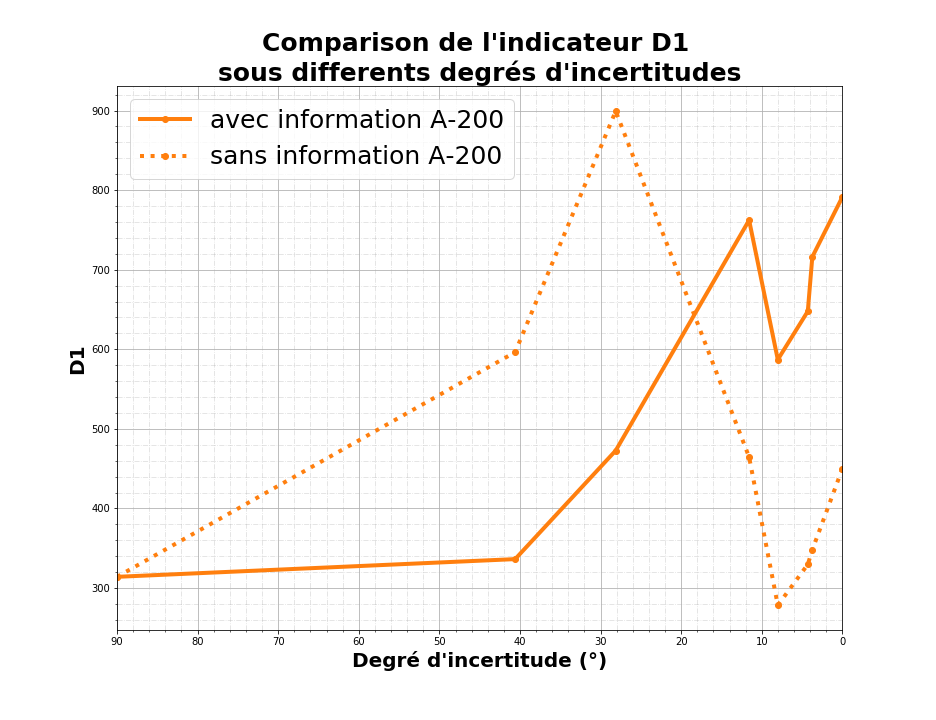 Comparison de l'indicateur D1
sous differents degrés d'incertitudes
avec information A-200
sans information A-200
900
800
700
600
500
400
300
D1
90 80 70 60 50 40 30 20 10 0
Degré d'incertitude (°)